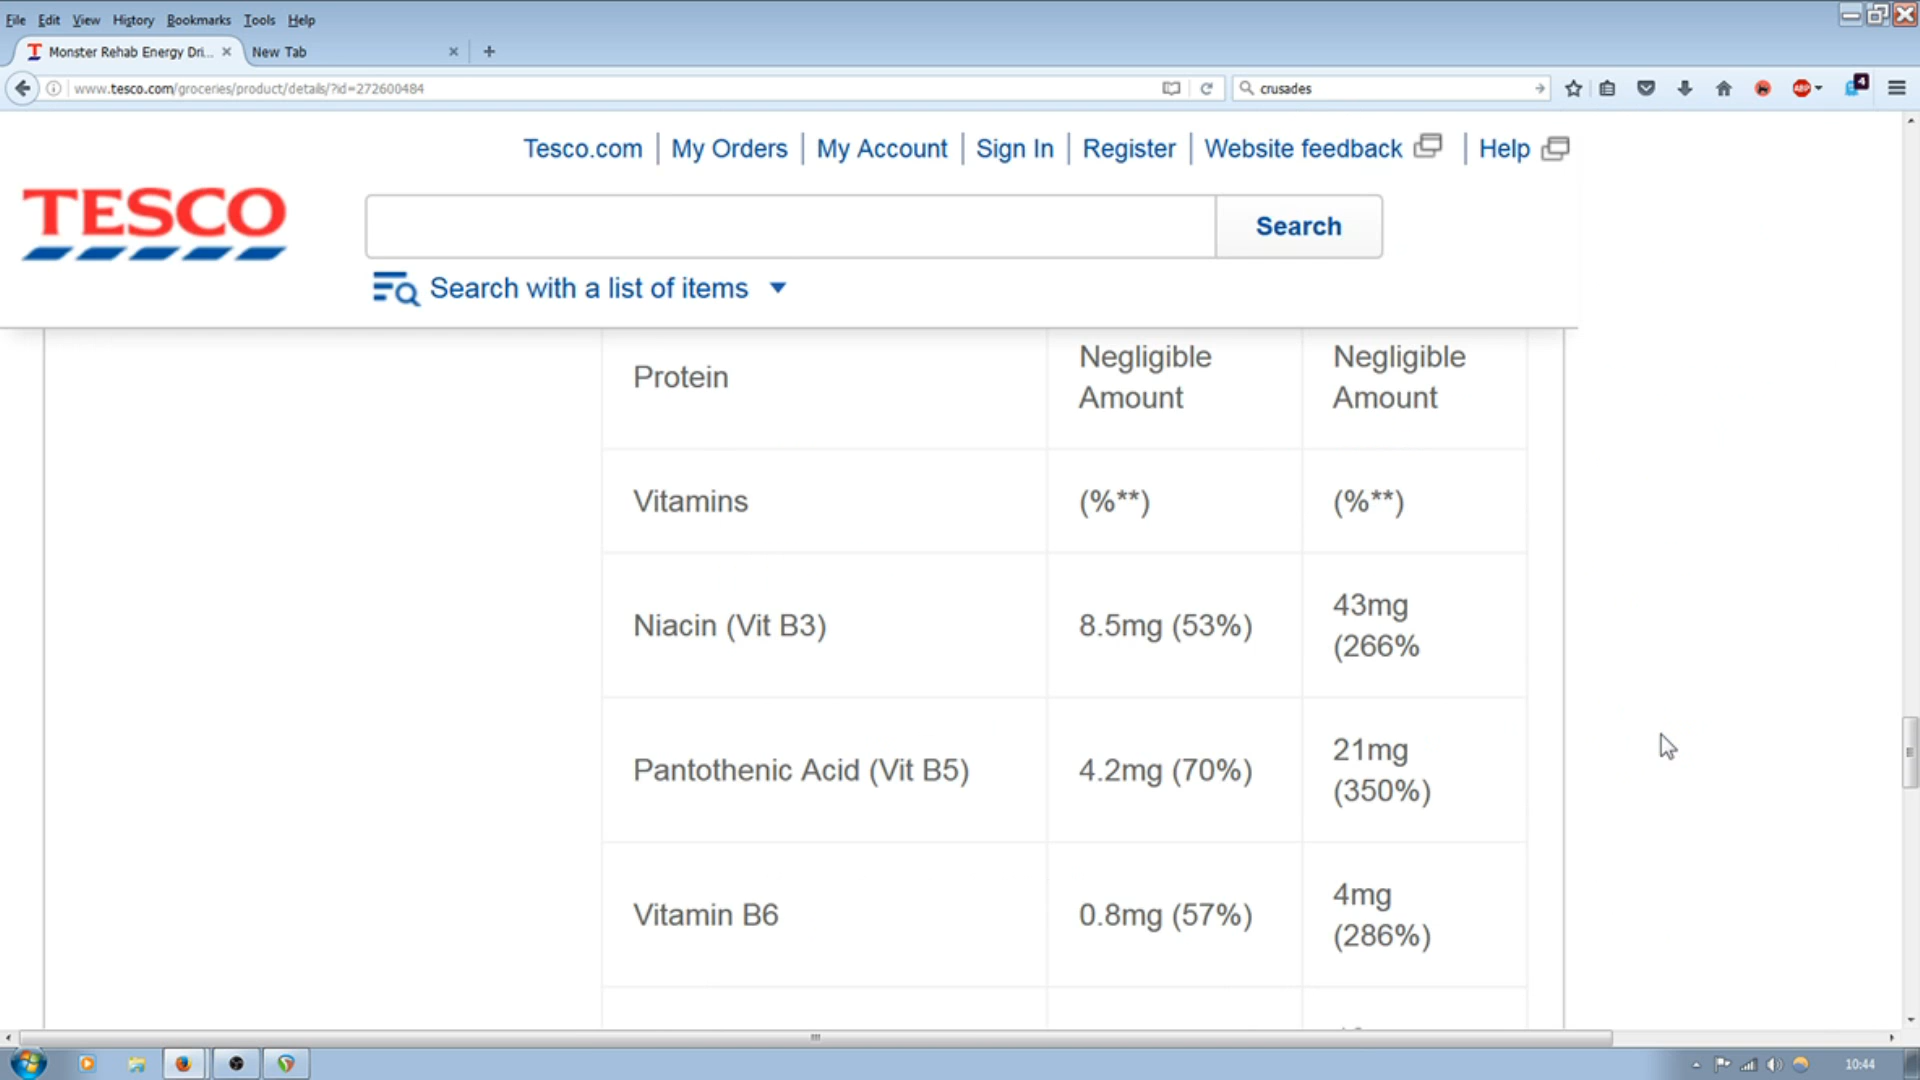 File Edit View History Bookmarks Tools Help
Monster Rehab Energy Dri... New Tab
www.tesco.com/groceries/product/details/?id=272600484 crusades ABP 4
Tesco.com My Orders My Account Sign In Register Website feedback Help
TESCO
Search
Search with a list of items
Protein
Negligible
Amount
Negligible
Amount
Vitamins (%**) (%**)
Niacin (Vit B3) 8.5mg (53%)
43mg
(266%
Pantothenic Acid (Vit B5) 4.2mg (70%)
21mg
(350%)
Vitamin B6 0.8mg (57%)
4mg
(286%)
10:44